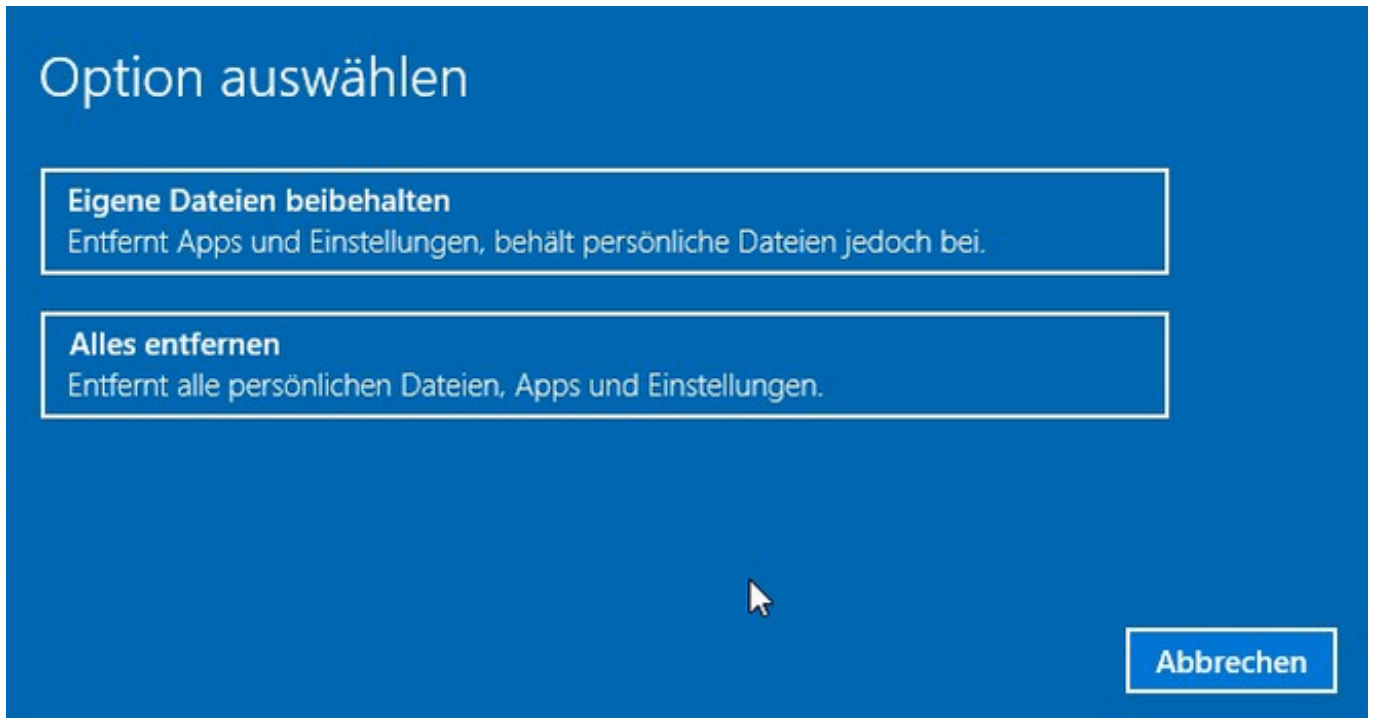 Option auswählen
Eigene Dateien beibehalten
Entfernt Apps und Einstellungen, behält persönliche Dateien jedoch bei.
Alles entfernen
Entfernt alle persönlichen Dateien, Apps und Einstellungen.
Abbrechen